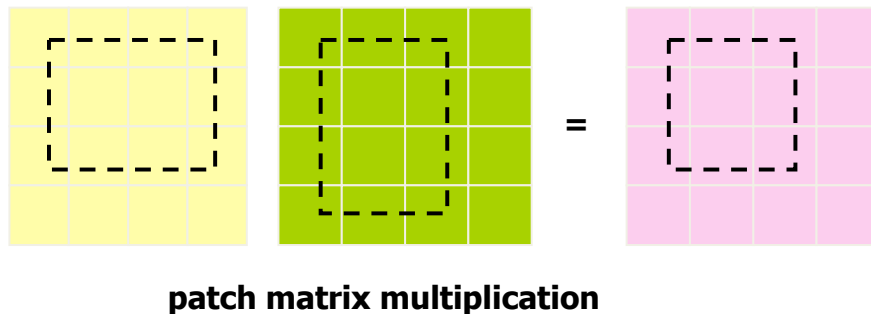 =
patch matrix multiplication